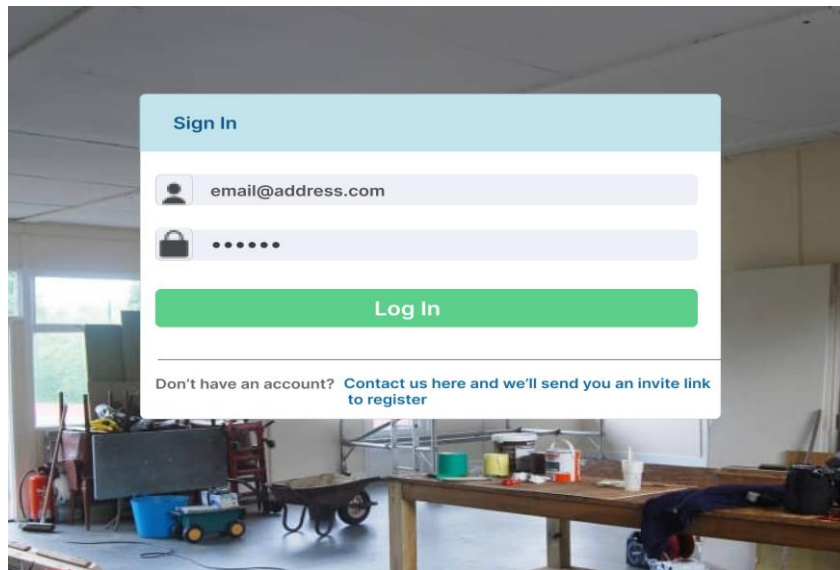 Sign In
email@address.com
••••••
Log In
Don't have an account? Contact us here and we'll send you an invite link
to register